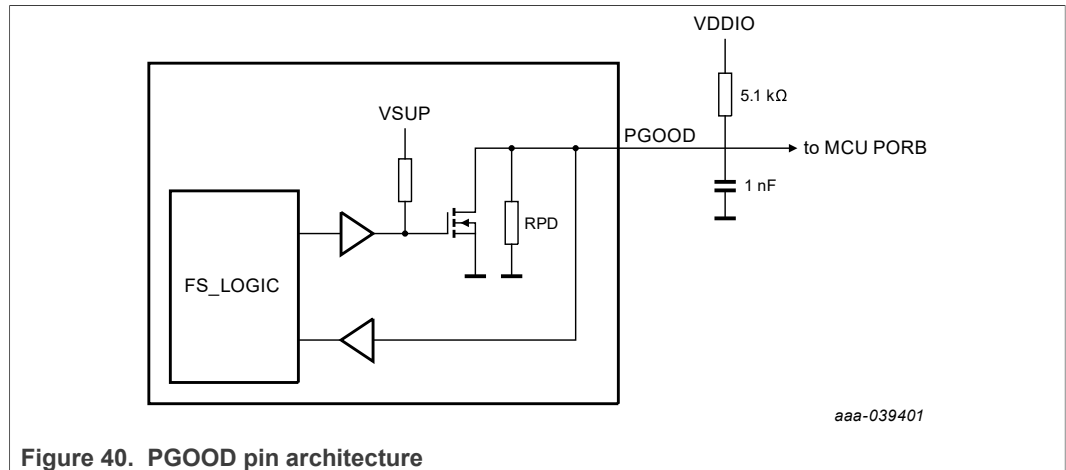 VDDIO
5.1 kΩ
VSUP
PGOOD
to MCU PORB
1 nF
RPD
FS_LOGIC
aaa-039401
Figure 40. PGOOD pin architecture